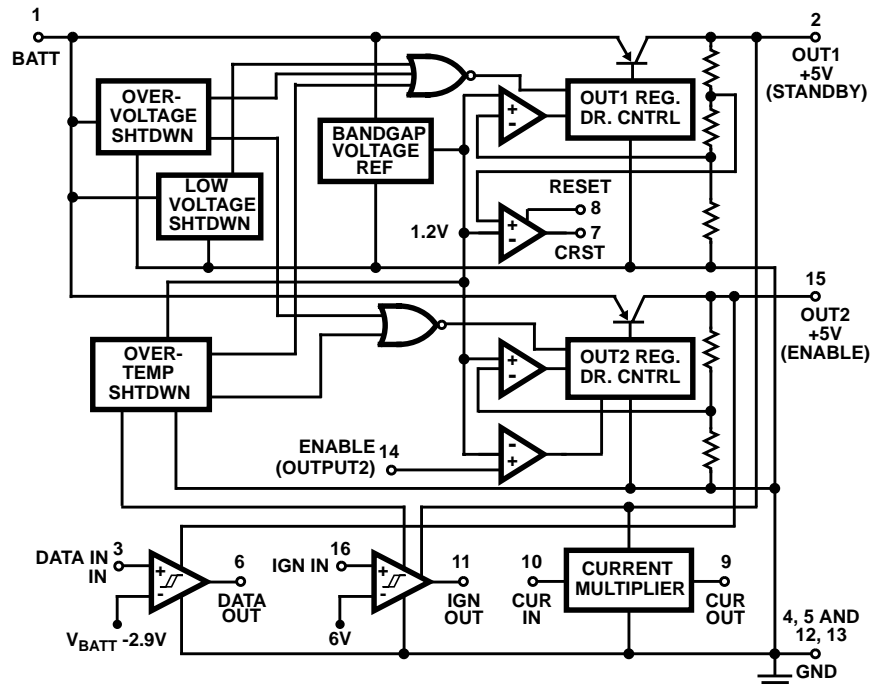 1
BATT
2
OUT1
+5V
(STANDBY)
OVER-
VOLTAGE
SHTDWN
LOW
VOLTAGE
SHTDWN
BANDGAP
VOLTAGE
REF
+
-
OUT1 REG.
DR. CNTRL
RESET
8
1.2V
+
-
7
CRST
15
OUT2
+5V
(ENABLE)
OVER-
TEMP
SHTDWN
+
-
OUT2 REG.
DR. CNTRL
ENABLE
(OUTPUT2)
14
-
+
DATA IN
IN
3
+
-
6
DATA
OUT
VBATT -2.9V
IGN IN
16
+
-
11
IGN
OUT
6V
10
CUR
IN
CURRENT
MULTIPLIER
9
CUR
OUT
4, 5 AND
12, 13
GND